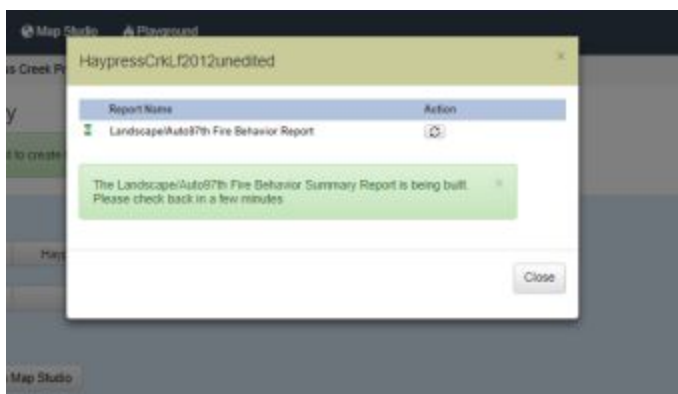 Map Studio Playground
HaypressCrkLf2012unedited
Report Name Action
Landscape/Auto97th Fire Behavior Report
The Landscape/Auto97th Fire Behavior Summary Report is being built.
Please check back in a few minutes
Close
Map Studio